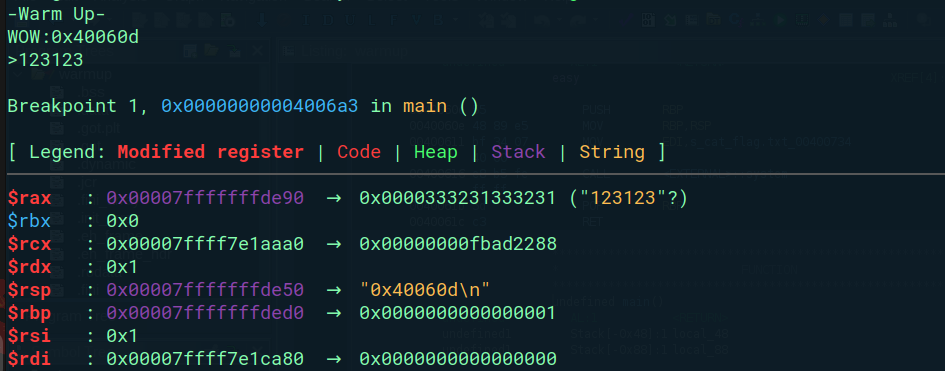 -Warm Up-
WOW:0x40060d
>123123
Breakpoint 1, 0x00000000004006a3 in main ()
[ Legend: Modified register | Code | Heap | Stack | String ]
$rax : 0x00007fffffffde90 → 0x0000333231333231 ("123123"?)
$rbx : 0x0
$rcx : 0x00007ffff7e1aaa0 → 0x00000000fbad2288
$rdx : 0x1
$rsp : 0x00007fffffffde50 → "0x40060d\n"
$rbp : 0x00007fffffffded0 → 0x0000000000000001
$rsi : 0x1
$rdi : 0x00007ffff7e1ca80 → 0x0000000000000000